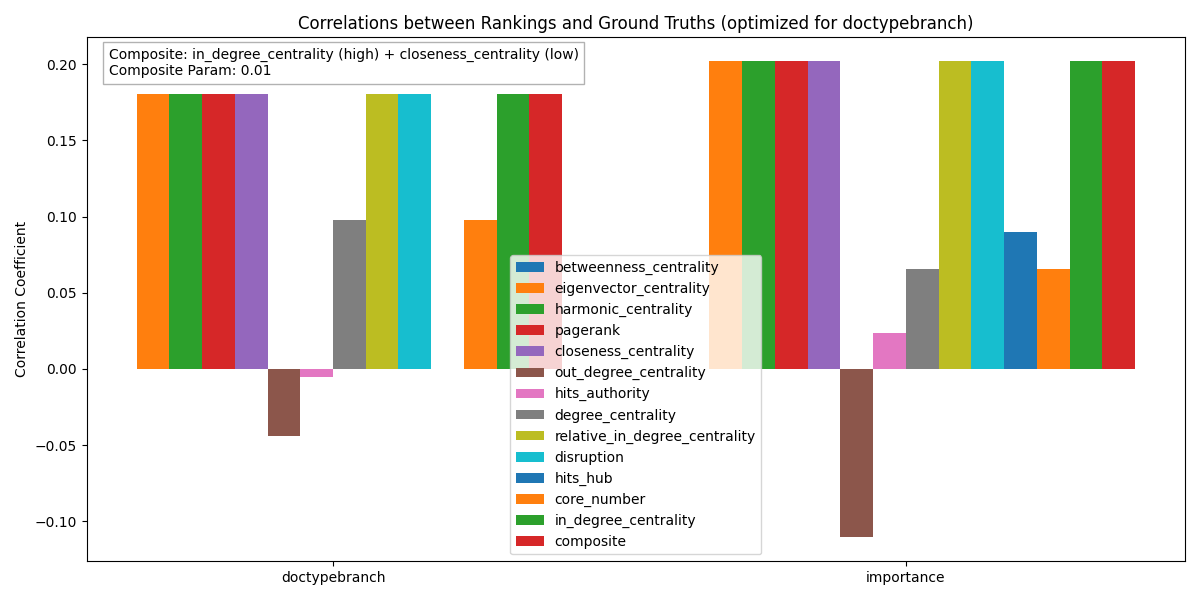 Correlations between Rankings and Ground Truths (optimized for doctypebranch)
Composite: in_degree_centrality (high) + closeness_centrality (low)
Composite Param: 0.01
Correlation Coefficient
0.20
0.15
0.10
0.05
0.00
−0.05
−0.10
betweenness_centrality
eigenvector_centrality
harmonic_centrality
pagerank
closeness_centrality
out_degree_centrality
hits_authority
degree_centrality
relative_in_degree_centrality
disruption
hits_hub
core_number
in_degree_centrality
composite
doctypebranch
importance